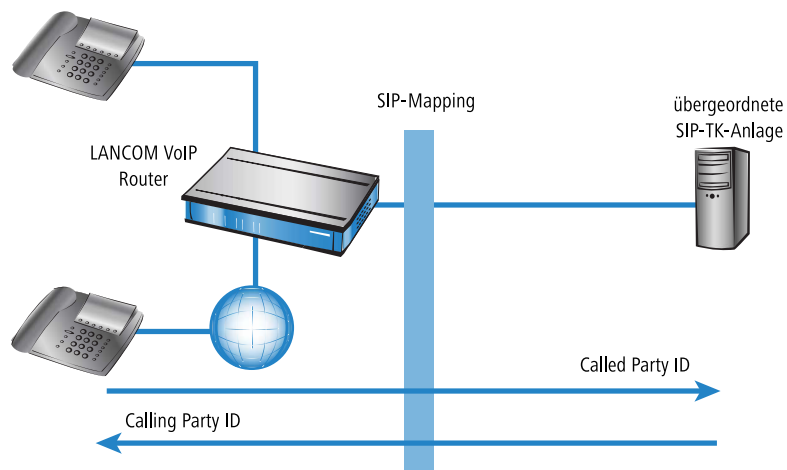 SIP-Mapping
übergeordnete
SIP-TK-Anlage
LANCOM VoIP
Router
Called Party ID
Calling Party ID